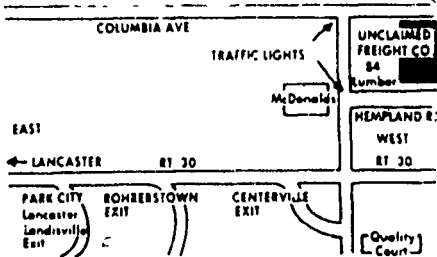 COLUMBIA AVE
TRAFFIC LIGHTS
UNCLAIMED
FREIGHT CO
84
Lumber
McDonalds
HEMPLAND RD
EAST
WEST
← LANCASTER RT 30
RT 30
PARK CITY
Lancaster
Landisville
Exit
ROHRERSTOWN
EXIT
CENTERVILLE
EXIT
Quality
Court